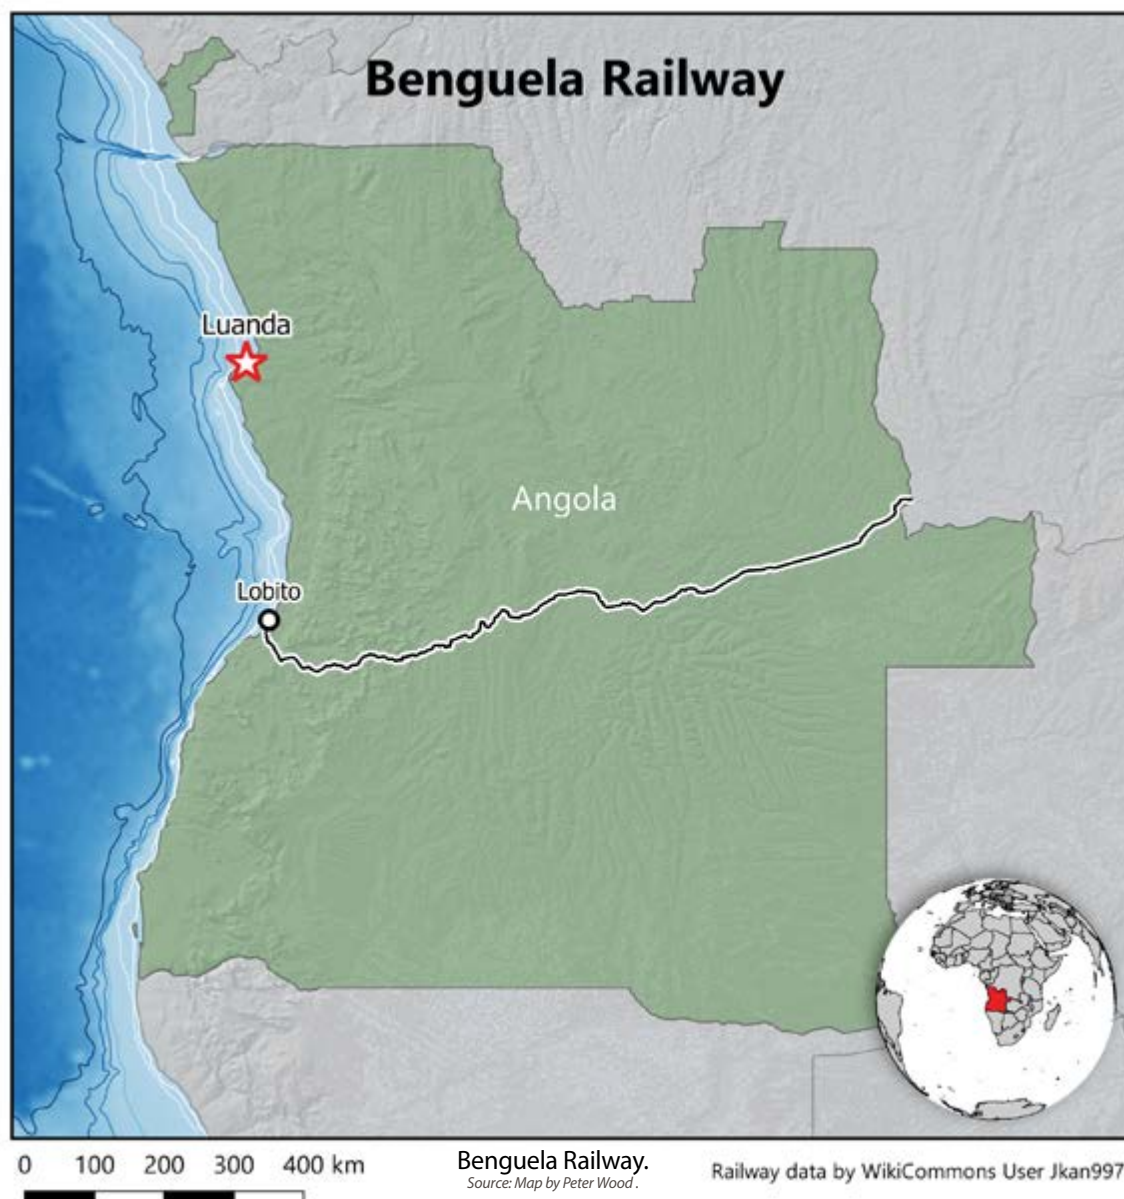 Benguela Railway
Luanda
Angola
Lobito
0 100 200 300 400 km
Benguela Railway.
Source: Map by Peter Wood .
Railway data by WikiCommons User Jkan997